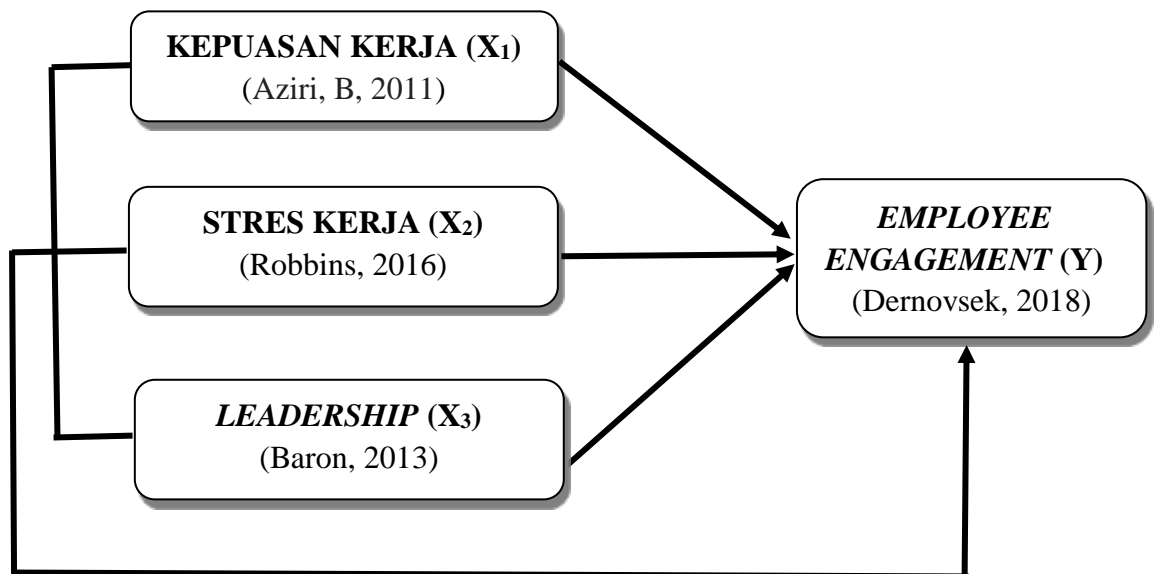 KEPUASAN KERJA (X₁)
(Aziri, B, 2011)
STRES KERJA (X₂)
(Robbins, 2016)
LEADERSHIP (X₃)
(Baron, 2013)
EMPLOYEE
ENGAGEMENT (Y)
(Dernovsek, 2018)